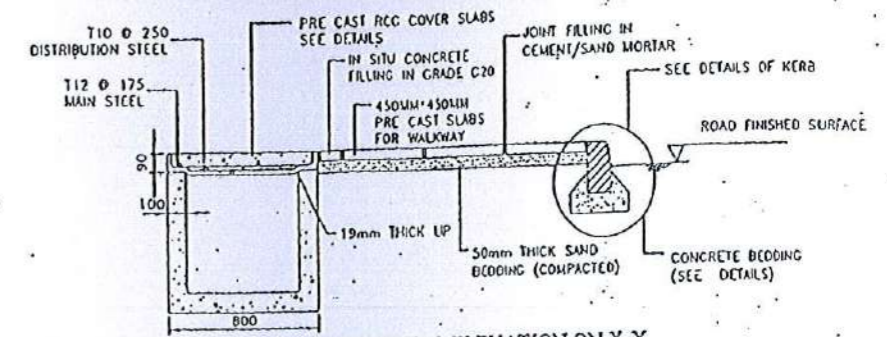 T10 @ 250
DISTRIBUTION STEEL
T12 @ 175
MAIN STEEL
PRE CAST RCC COVER SLABS
SEE DETAILS
IN SITU CONCRETE
FILLING IN GRADE C20
450MM*450MM
PRE CAST SLABS
FOR WALKWAY
JOINT FILLING IN
CEMENT/SAND MORTAR
SEE DETAILS OF KERB
ROAD FINISHED SURFACE
90
100
19mm THICK LIP
50mm THICK SAND
BEDDING (COMPACTED)
CONCRETE BEDDING
(SEE DETAILS)
800